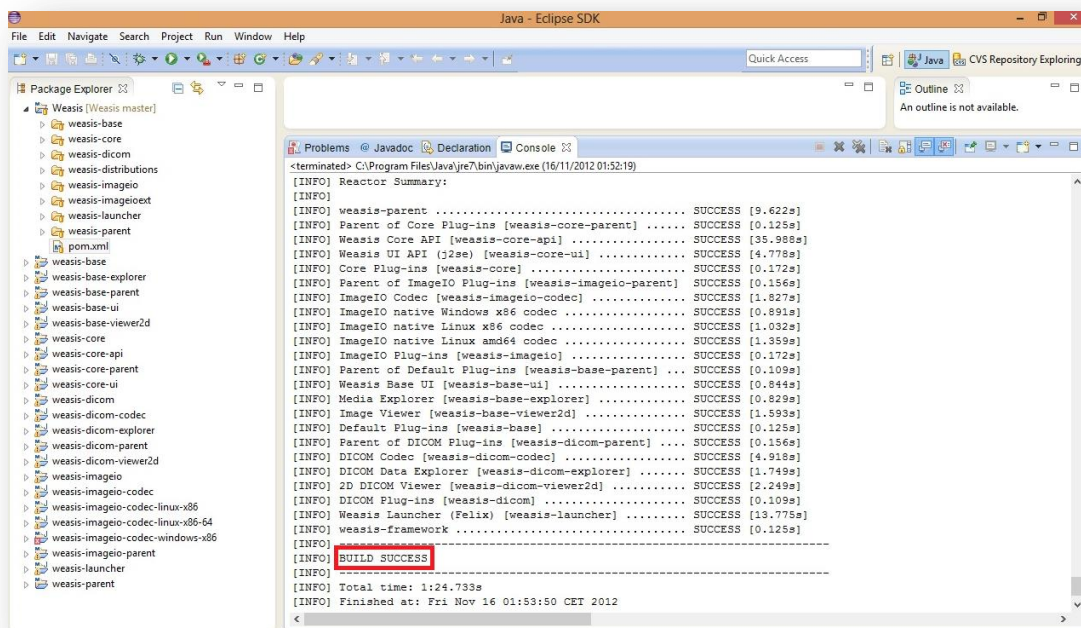 Java - Eclipse SDK
File Edit Navigate Search Project Run Window Help
Quick Access
Java
CVS Repository Exploring
Package Explorer
Weasis [Weasis master]
weasis-base
weasis-core
weasis-dicom
weasis-distributions
weasis-imageio
weasis-imageioext
weasis-launcher
weasis-parent
pom.xml
weasis-base
weasis-base-explorer
weasis-base-parent
weasis-base-ui
weasis-base-viewer2d
weasis-core
weasis-core-api
weasis-core-parent
weasis-core-ui
weasis-dicom
weasis-dicom-codec
weasis-dicom-explorer
weasis-dicom-parent
weasis-dicom-viewer2d
weasis-imageio
weasis-imageio-codec
weasis-imageio-codec-linux-x86
weasis-imageio-codec-linux-x86-64
weasis-imageio-codec-windows-x86
weasis-imageio-parent
weasis-launcher
weasis-parent
Outline
An outline is not available.
Problems @ Javadoc Declaration Console
<terminated> C:\Program Files\Java\jre7\bin\javaw.exe (16/11/2012 01:52:19)
[INFO] Reactor Summary:
[INFO]
[INFO] weasis-parent ..................................... SUCCESS [9.622s]
[INFO] Parent of Core Plug-ins [weasis-core-parent] ...... SUCCESS [0.125s]
[INFO] Weasis Core API [weasis-core-api] ................. SUCCESS [35.988s]
[INFO] Weasis UI API (j2se) [weasis-core-ui] ............. SUCCESS [4.778s]
[INFO] Core Plug-ins [weasis-core] ....................... SUCCESS [0.172s]
[INFO] Parent of ImageIO Plug-ins [weasis-imageio-parent] SUCCESS [0.156s]
[INFO] ImageIO Codec [weasis-imageio-codec] .............. SUCCESS [1.827s]
[INFO] ImageIO native Windows x86 codec .................. SUCCESS [0.891s]
[INFO] ImageIO native Linux x86 codec .................... SUCCESS [1.032s]
[INFO] ImageIO native Linux amd64 codec .................. SUCCESS [1.359s]
[INFO] ImageIO Plug-ins [weasis-imageio] ................. SUCCESS [0.172s]
[INFO] Parent of Default Plug-ins [weasis-base-parent] ... SUCCESS [0.109s]
[INFO] Weasis Base UI [weasis-base-ui] ................... SUCCESS [0.844s]
[INFO] Media Explorer [weasis-base-explorer] ............. SUCCESS [0.829s]
[INFO] Image Viewer [weasis-base-viewer2d] ............... SUCCESS [1.593s]
[INFO] Default Plug-ins [weasis-base] .................... SUCCESS [0.125s]
[INFO] Parent of DICOM Plug-ins [weasis-dicom-parent] .... SUCCESS [0.156s]
[INFO] DICOM Codec [weasis-dicom-codec] .................. SUCCESS [4.918s]
[INFO] DICOM Data Explorer [weasis-dicom-explorer] ....... SUCCESS [1.749s]
[INFO] 2D DICOM Viewer [weasis-dicom-viewer2d] ........... SUCCESS [2.249s]
[INFO] DICOM Plug-ins [weasis-dicom] ..................... SUCCESS [0.109s]
[INFO] Weasis Launcher (Felix) [weasis-launcher] ......... SUCCESS [13.775s]
[INFO] weasis-framework .................................. SUCCESS [0.125s]
[INFO] ------------------------------------------------------------------------
[INFO] BUILD SUCCESS
[INFO] ------------------------------------------------------------------------
[INFO] Total time: 1:24.733s
[INFO] Finished at: Fri Nov 16 01:53:50 CET 2012